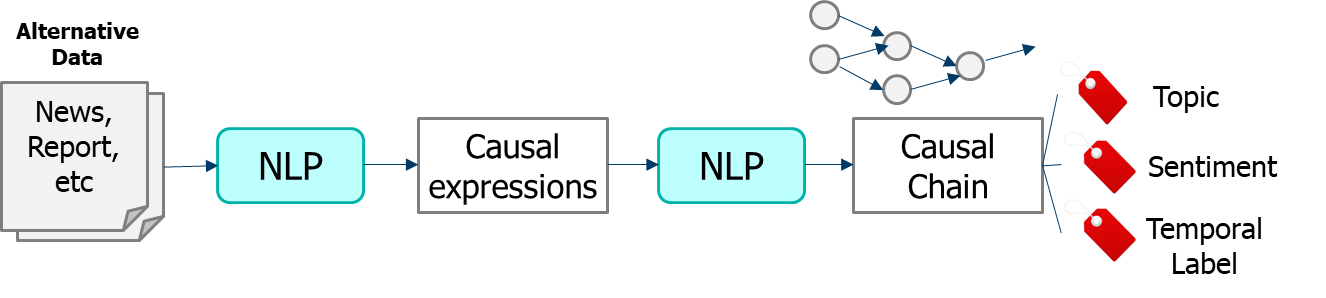 Alternative
Data
News,
Report,
etc
NLP
Causal
expressions
NLP
Causal
Chain
Topic
Sentiment
Temporal
Label